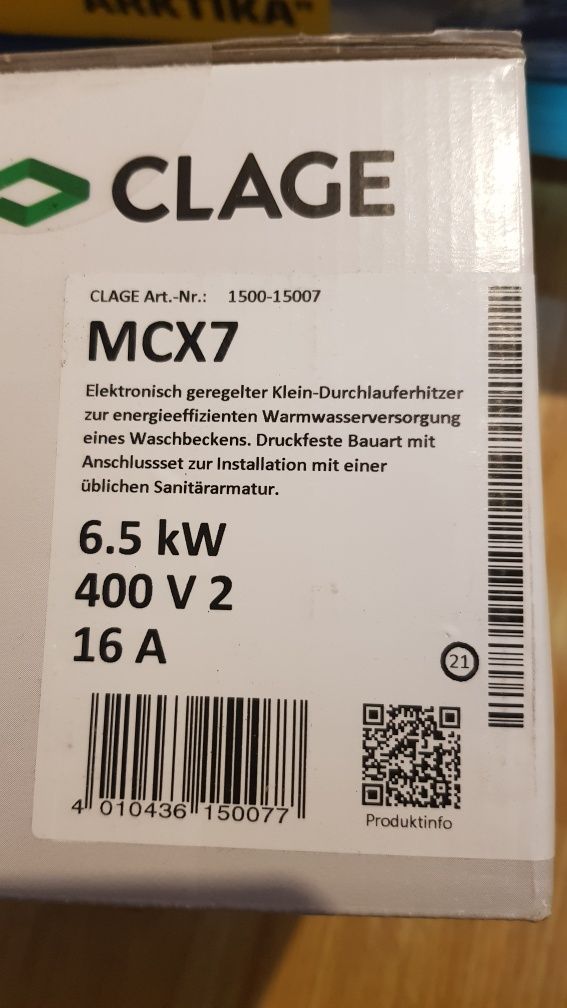 ARKTIKA"
CLAGE
CLAGE Art.-Nr.: 1500-15007
MCX7
Elektronisch geregelter Klein-Durchlauferhitzer
zur energieeffizienten Warmwasserversorgung
eines Waschbeckens. Druckfeste Bauart mit
Anschlussset zur Installation mit einer
üblichen Sanitärarmatur.
6.5 kW
400 V 2
16 A
21
4 010436 150077
Produktinfo